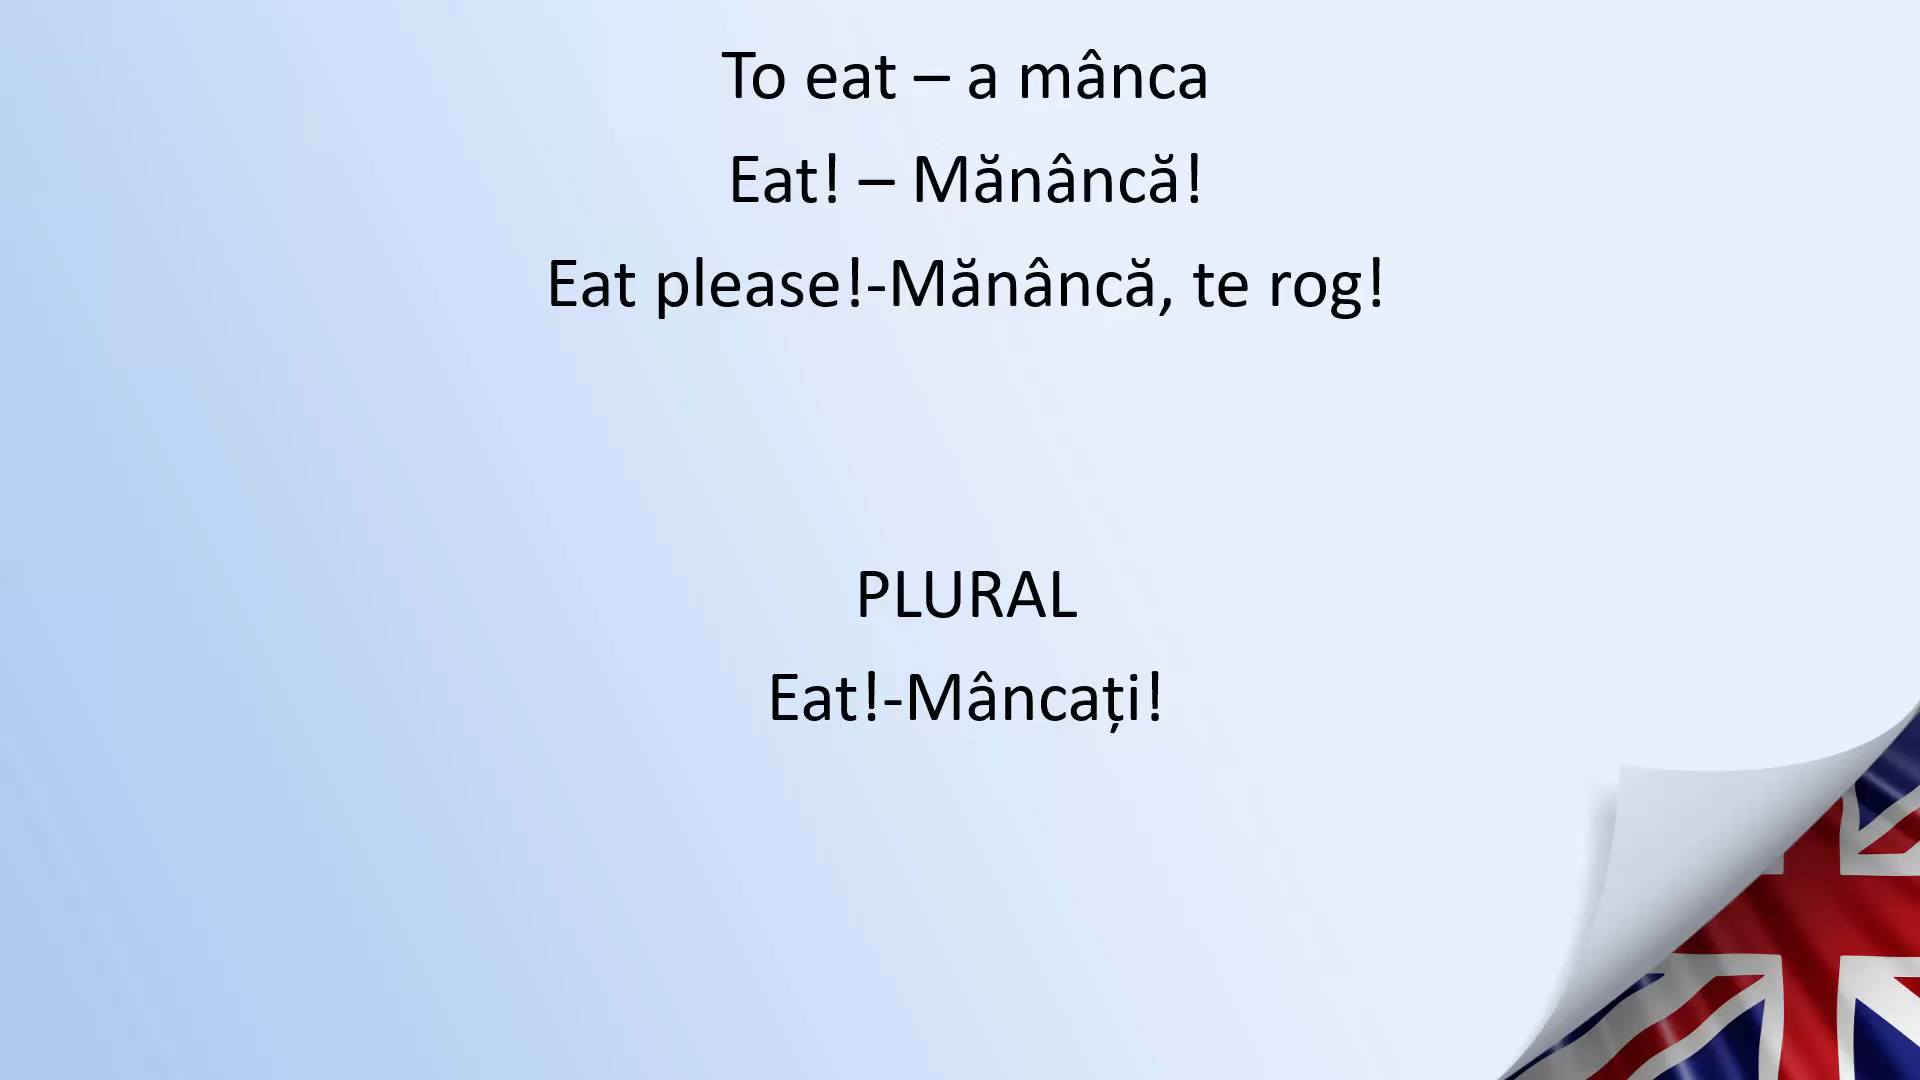 To eat – a mânca
Eat! – Mănâncă!
Eat please!-Mănâncă, te rog!
PLURAL
Eat!-Mâncați!